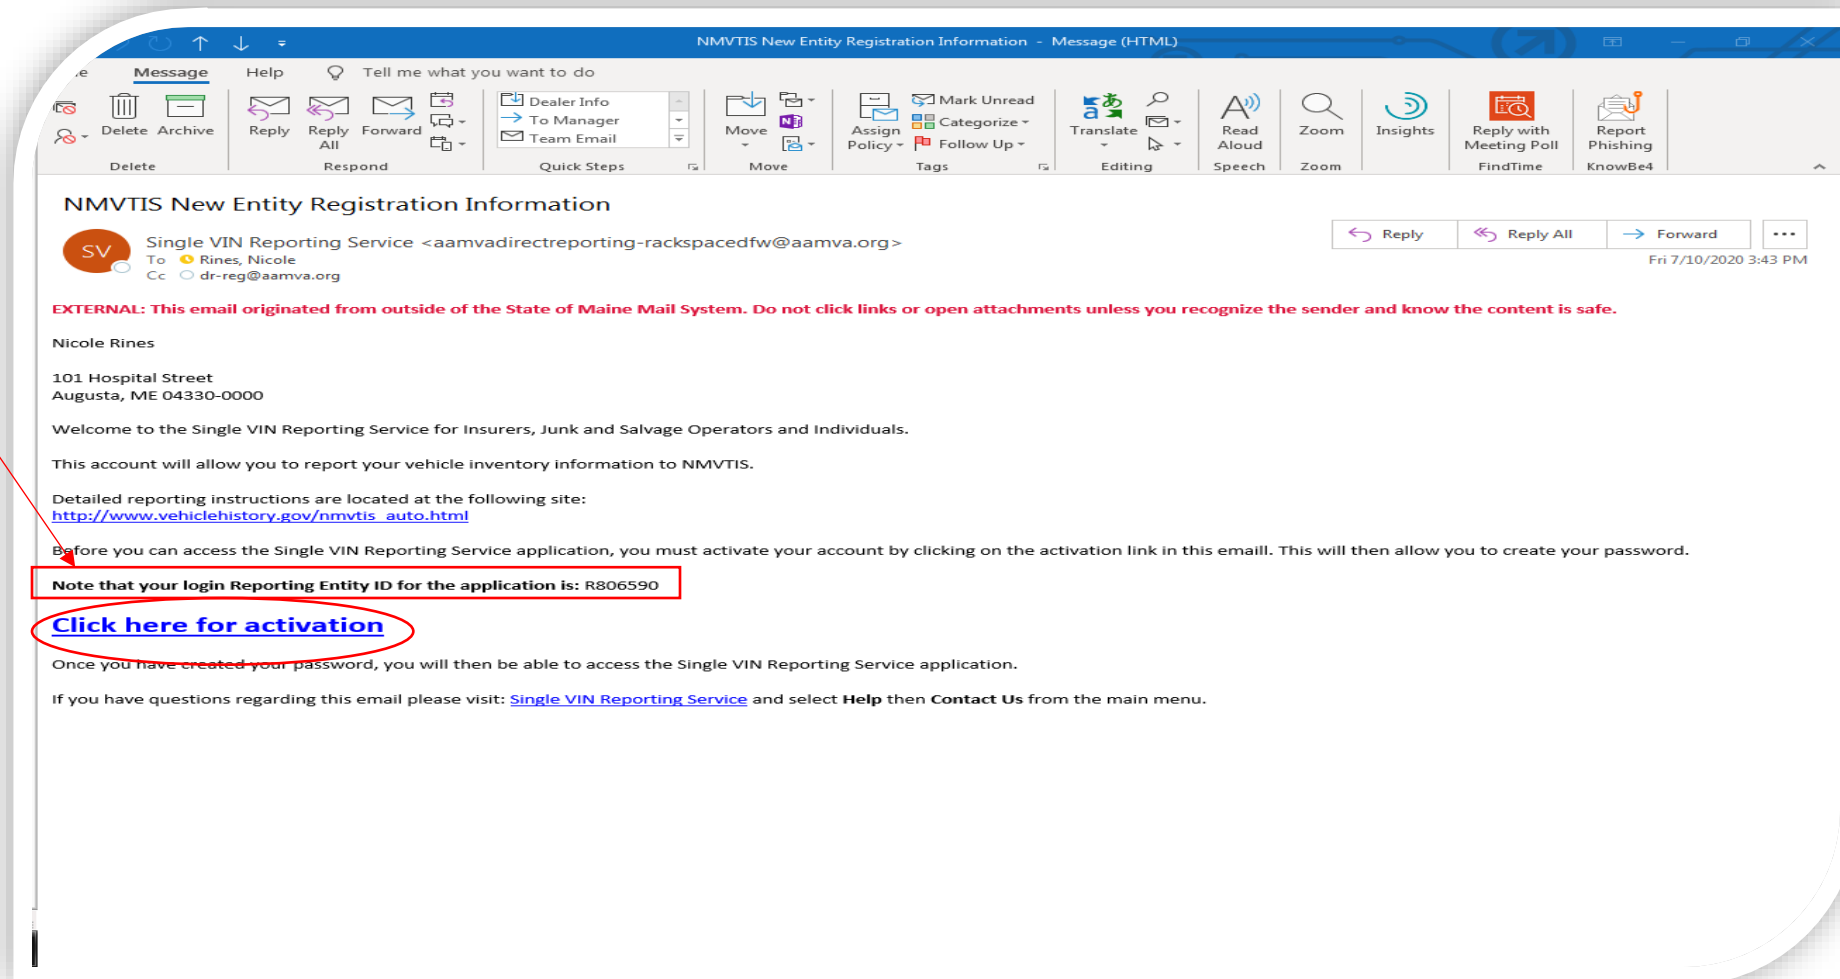 NMVTIS New Entity Registration Information - Message (HTML)
Message Help Tell me what you want to do
Delete Archive
Reply Reply All Forward
Dealer Info
To Manager
Team Email
Move
Assign Policy
Mark Unread
Categorize
Follow Up
Translate
Read Aloud
Zoom
Insights
Reply with Meeting Poll
Report Phishing
Delete Respond Quick Steps Move Tags Editing Speech Zoom FindTime KnowBe4
NMVTIS New Entity Registration Information
SV
Single VIN Reporting Service <aamvadirectreporting-rackspacedfw@aamva.org>
To Rines, Nicole
Cc dr-reg@aamva.org
Reply Reply All Forward
Fri 7/10/2020 3:43 PM
EXTERNAL: This email originated from outside of the State of Maine Mail System. Do not click links or open attachments unless you recognize the sender and know the content is safe.
Nicole Rines
101 Hospital Street
Augusta, ME 04330-0000
Welcome to the Single VIN Reporting Service for Insurers, Junk and Salvage Operators and Individuals.
This account will allow you to report your vehicle inventory information to NMVTIS.
Detailed reporting instructions are located at the following site:
http://www.vehiclehistory.gov/nmvtis_auto.html
Before you can access the Single VIN Reporting Service application, you must activate your account by clicking on the activation link in this emaill. This will then allow you to create your password.
Note that your login Reporting Entity ID for the application is: R806590
Click here for activation
Once you have created your password, you will then be able to access the Single VIN Reporting Service application.
If you have questions regarding this email please visit: Single VIN Reporting Service and select Help then Contact Us from the main menu.